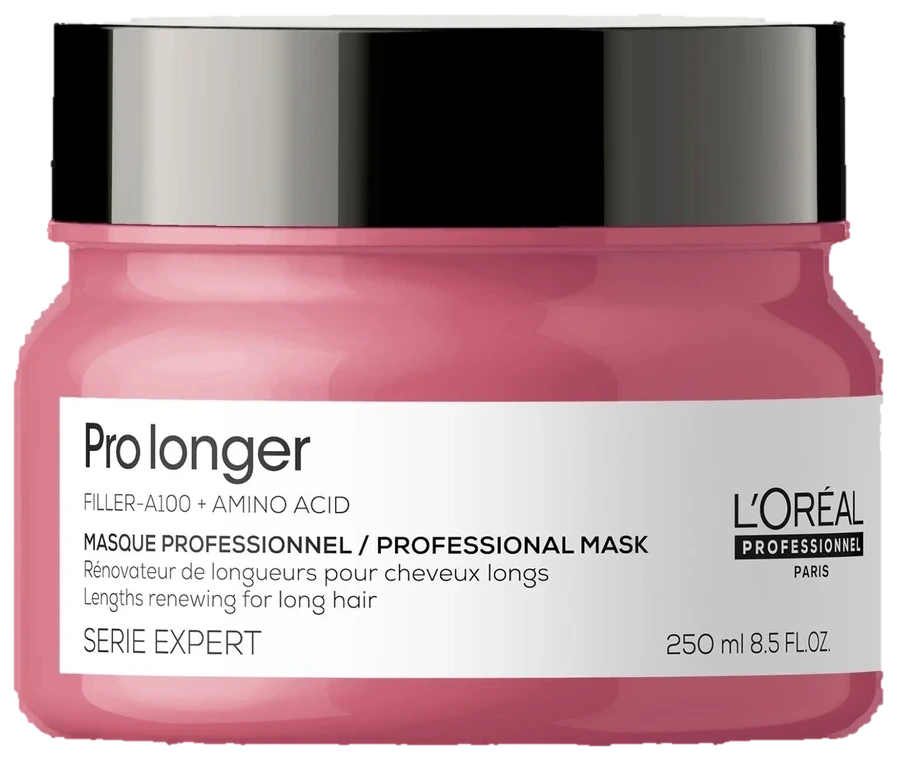 Pro longer
FILLER-A100 + AMINO ACID
MASQUE PROFESSIONNEL / PROFESSIONAL MASK
Rénovateur de longueurs pour cheveux longs
Lengths renewing for long hair
SERIE EXPERT
L'ORÉAL
PROFESSIONNEL
PARIS
250 ml 8.5 FL.OZ.